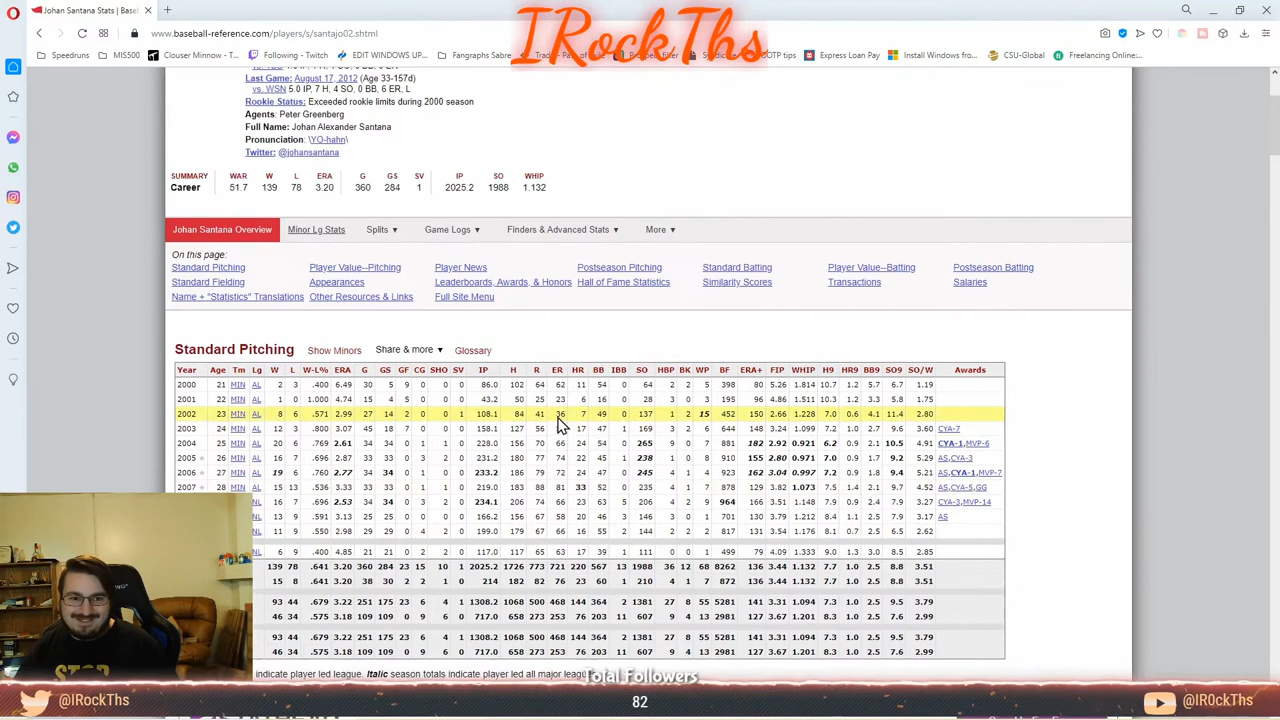 Johan Santana Stats | Basel
www.baseball-reference.com/players/s/santajo02.shtml
IRockThs
Speedruns MIS500 Clouser Minnow - T... Following - Twitch EDIT WINDOWS UP... Fangraphs Sabre Express Loan Pay Install Windows fro... CSU-Global Freelancing Online:...
Last Game: August 17, 2012 (Age 33-157d)
vs. WSN 5.0 IP, 7 H, 4 SO, 0 BB, 6 ER, L
Rookie Status: Exceeded rookie limits during 2000 season
Agents: Peter Greenberg
Full Name: Johan Alexander Santana
Pronunciation: \YO-hahn\
Twitter: @johansantana
SUMMARY WAR W L ERA G GS SV IP SO WHIP
Career 51.7 139 78 3.20 360 284 1 2025.2 1988 1.132
Johan Santana Overview Minor Lg Stats Splits ▼ Game Logs ▼ Finders & Advanced Stats ▼ More ▼
On this page:
Standard Pitching Player Value--Pitching Player News Postseason Pitching Standard Batting Player Value--Batting Postseason Batting
Standard Fielding Appearances Leaderboards, Awards, & Honors Hall of Fame Statistics Similarity Scores Transactions Salaries
Name + "Statistics" Translations Other Resources & Links Full Site Menu
Standard Pitching Show Minors Share & more ▼ Glossary
Year Age Tm Lg W L W-L% ERA G GS GF CG SHO SV IP H R ER HR BB IBB SO HBP BK WP BF ERA+ FIP WHIP H9 HR9 BB9 SO9 SO/W Awards
2000 21 MIN AL 2 3 .400 6.49 30 5 9 0 0 0 86.0 102 64 62 11 54 0 64 2 2 5 398 80 5.26 1.814 10.7 1.2 5.7 6.7 1.19
2001 22 MIN AL 1 0 1.000 4.74 15 4 5 0 0 0 43.2 50 25 23 6 16 0 28 3 0 3 195 96 4.86 1.511 10.3 1.2 3.3 5.8 1.75
2002 23 MIN AL 8 6 .571 2.99 27 14 2 0 0 1 108.1 84 41 36 7 49 0 137 1 2 15 452 150 2.66 1.228 7.0 0.6 4.1 11.4 2.80
2003 24 MIN AL 12 3 .800 3.07 45 18 7 0 0 0 158.1 127 56 54 17 47 1 169 3 2 6 644 148 3.24 1.099 7.2 1.0 2.7 9.6 3.60 CYA-7
2004 25 MIN AL 20 6 .769 2.61 34 34 0 1 1 0 228.0 156 70 66 24 54 0 265 9 0 7 881 182 2.92 0.921 6.2 0.9 2.1 10.5 4.91 CYA-1,MVP-6
2005 26 MIN AL 16 7 .696 2.87 33 33 0 3 2 0 231.2 180 77 74 22 45 1 238 1 0 8 910 155 2.80 0.971 7.0 0.9 1.7 9.2 5.29 AS,CYA-3
2006 27 MIN AL 19 6 .760 2.77 34 34 0 1 0 0 233.2 186 79 72 24 47 0 245 4 1 4 923 162 3.04 0.997 7.2 0.9 1.8 9.4 5.21 AS,CYA-1,MVP-7
2007 28 MIN AL 15 13 .536 3.33 33 33 0 1 1 0 219.0 183 88 81 33 52 0 235 4 1 7 878 129 3.82 1.073 7.5 1.4 2.1 9.7 4.52 AS,CYA-5,GG
NL 16 7 .696 2.53 34 34 0 3 2 0 234.1 206 74 66 23 63 5 206 4 1 9 964 166 3.51 1.148 7.9 0.9 2.4 7.9 3.27 CYA-3,MVP-14
NL 13 9 .591 3.13 25 25 0 0 0 0 166.2 156 67 58 20 46 3 146 3 0 1 701 130 3.79 1.212 8.4 1.1 2.5 7.9 3.17 AS
NL 11 9 .550 2.98 29 29 0 4 2 0 199.0 179 67 66 16 55 2 144 2 2 2 817 131 3.54 1.176 8.1 0.7 2.5 6.5 2.62
NL 6 9 .400 4.85 21 21 0 2 2 0 117.0 117 65 63 17 39 1 111 0 0 1 499 79 4.09 1.333 9.0 1.3 3.0 8.5 2.85
139 78 .641 3.20 360 284 23 15 10 1 2025.2 1726 773 721 220 567 13 1988 36 12 68 8262 136 3.44 1.132 7.7 1.0 2.5 8.8 3.51
15 8 .641 3.20 38 30 2 2 1 0 214 182 82 76 23 60 1 210 4 1 7 872 136 3.44 1.132 7.7 1.0 2.5 8.8 3.51
93 44 .679 3.22 251 175 23 6 4 1 1308.2 1068 500 468 144 364 2 1381 27 8 55 5281 141 3.31 1.094 7.3 1.0 2.5 9.5 3.79
46 34 .575 3.18 109 109 0 9 6 0 717.0 658 273 253 76 203 11 607 9 4 13 2981 127 3.67 1.201 8.3 1.0 2.5 7.6 2.99
93 44 .679 3.22 251 175 23 6 4 1 1308.2 1068 500 468 144 364 2 1381 27 8 55 5281 141 3.31 1.094 7.3 1.0 2.5 9.5 3.79
46 34 .575 3.18 109 109 0 9 6 0 717.0 658 273 253 76 203 11 607 9 4 13 2981 127 3.67 1.201 8.3 1.0 2.5 7.6 2.99
indicate player led league. Italic season totals indicate player led all major leagu
Total Followers
@IRockThs 82 @IR0ckThs